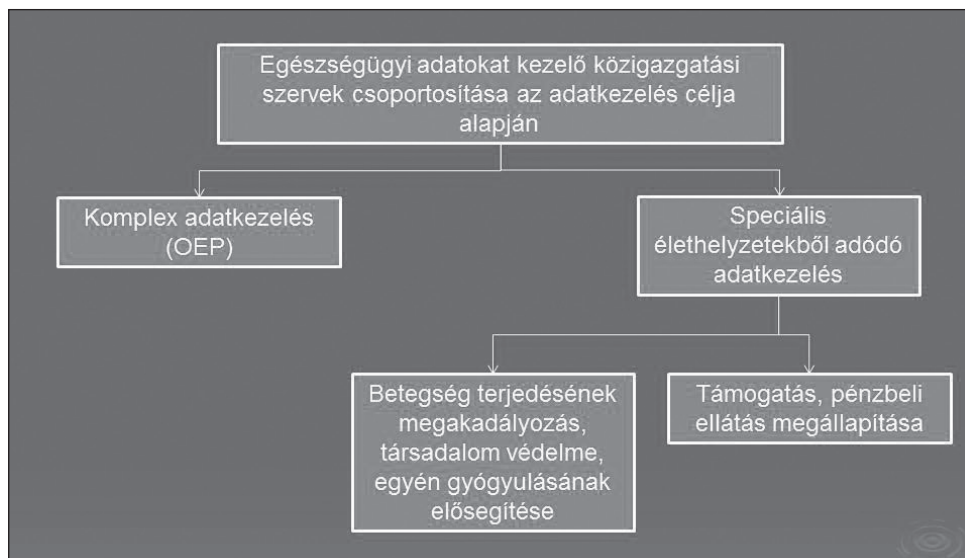 Egészségügyi adatokat kezelő közigazgatási
szervek csoportosítása az adatkezelés célja
alapján
Komplex adatkezelés
(OEP)
Speciális
élethelyzetekből adódó
adatkezelés
Betegség terjedésének
megakadályozás,
társadalom védelme,
egyén gyógyulásának
elősegítése
Támogatás, pénzbeli
ellátás megállapítása